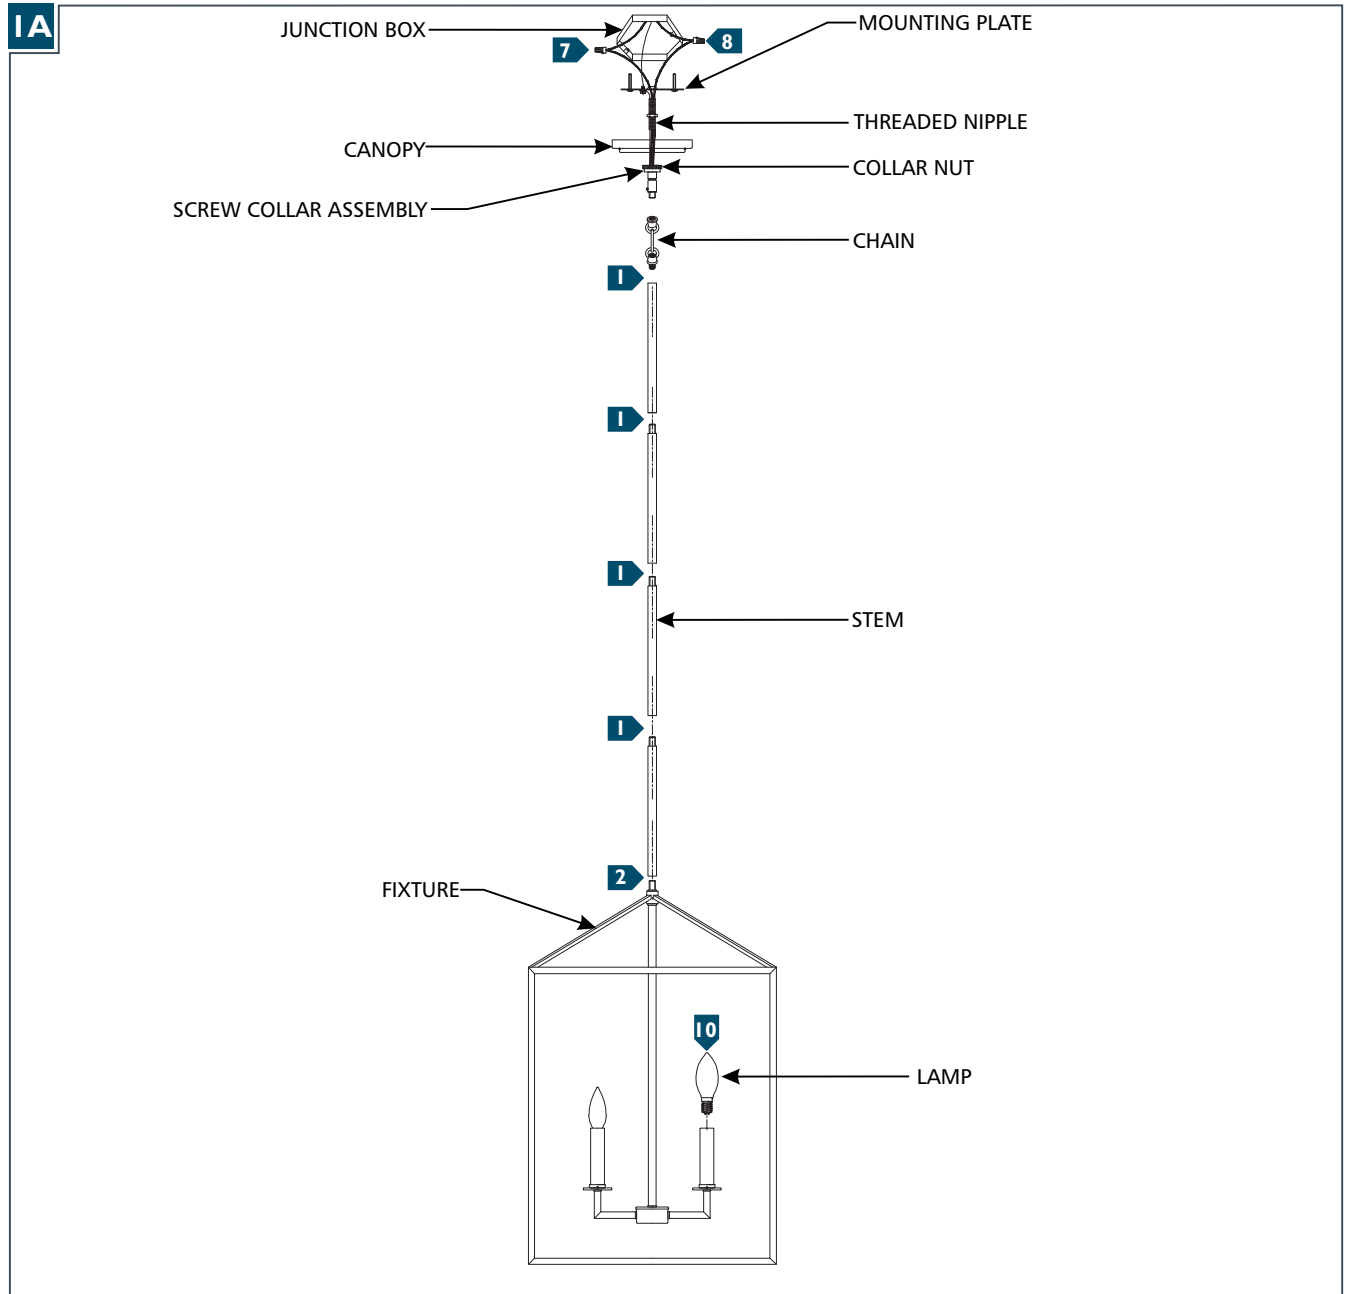 1A
JUNCTION BOX
MOUNTING PLATE
7
8
THREADED NIPPLE
CANOPY
COLLAR NUT
SCREW COLLAR ASSEMBLY
CHAIN
1
1
1
STEM
1
2
FIXTURE
10
LAMP